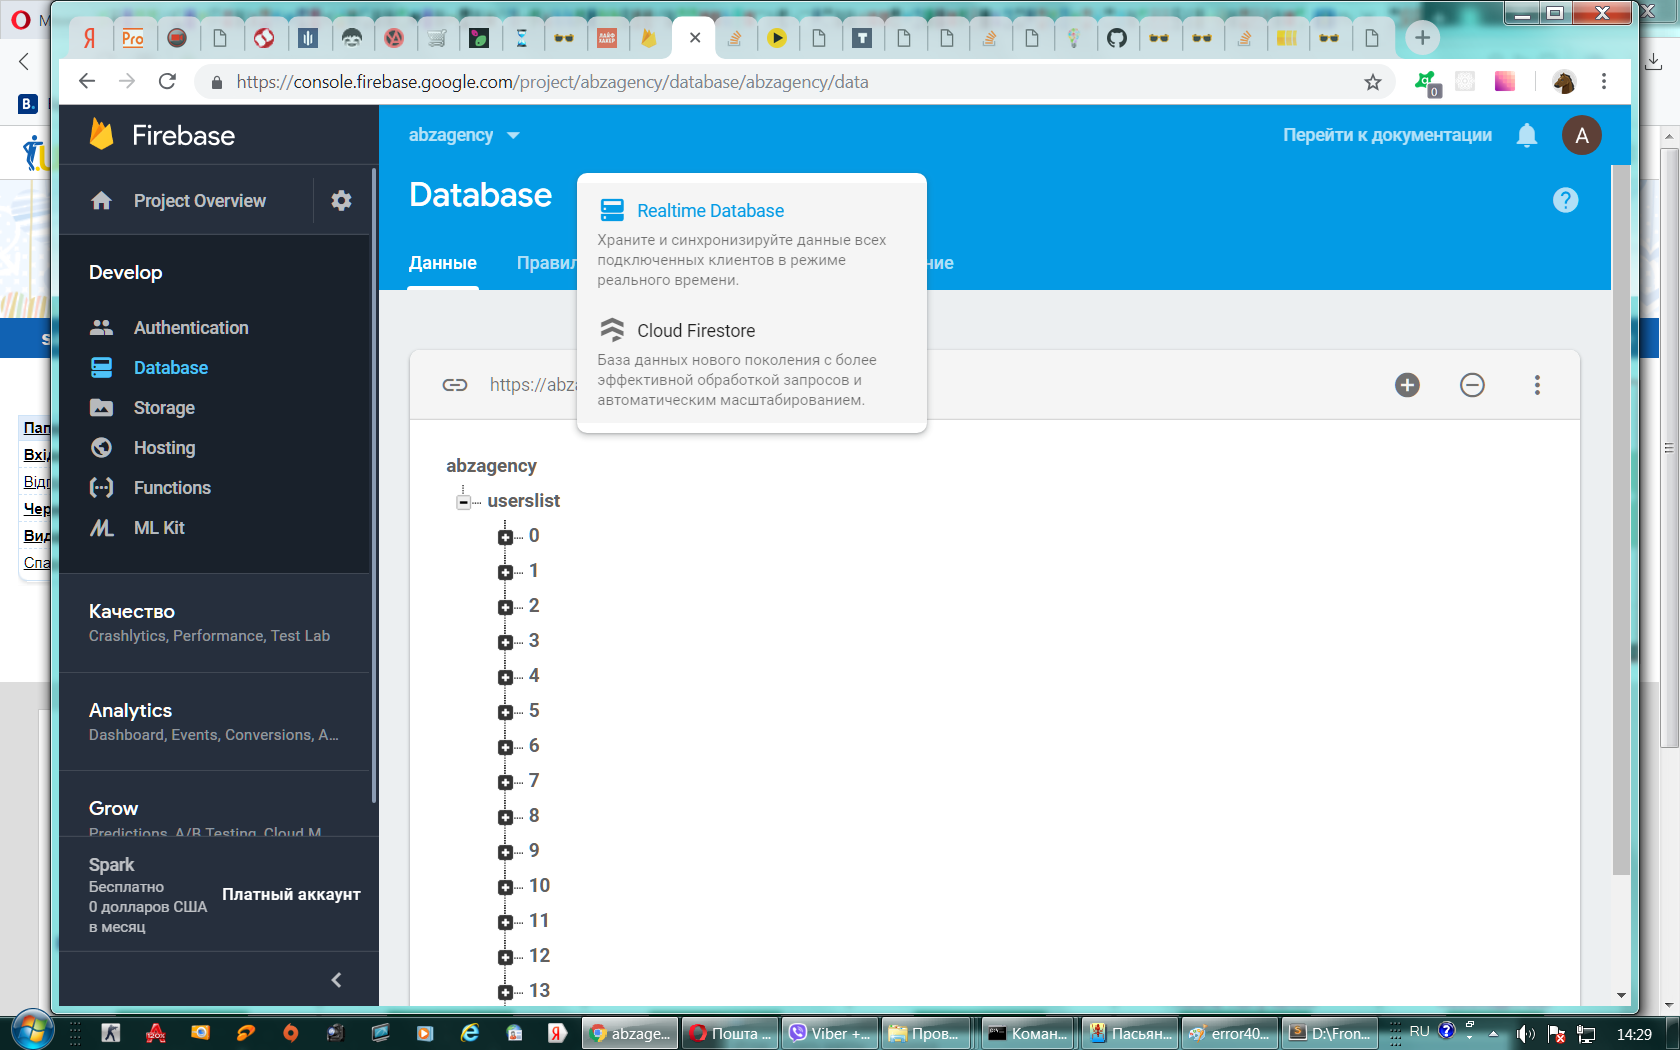 https://console.firebase.google.com/project/abzagency/database/abzagency/data
Firebase
abzagency
Перейти к документации
A
Project Overview
Database
Данные
Realtime Database
Храните и синхронизируйте данные всех
подключенных клиентов в режиме
реального времени.
Cloud Firestore
База данных нового поколения с более
эффективной обработкой запросов и
автоматическим масштабированием.
Develop
Authentication
Database
Storage
Hosting
Functions
ML Kit
Качество
Crashlytics, Performance, Test Lab
Analytics
Dashboard, Events, Conversions, A...
Grow
Predictions, A/B Testing, Cloud M
Spark
Бесплатно
0 долларов США
в месяц
Платный аккаунт
https://abz
abzagency
userslist
0
1
2
3
4
5
6
7
8
9
10
11
12
13
abzage...
Пошта ...
Viber +...
Пров...
Коман...
Пасьян...
error40...
D:\Fron...
RU
14:29